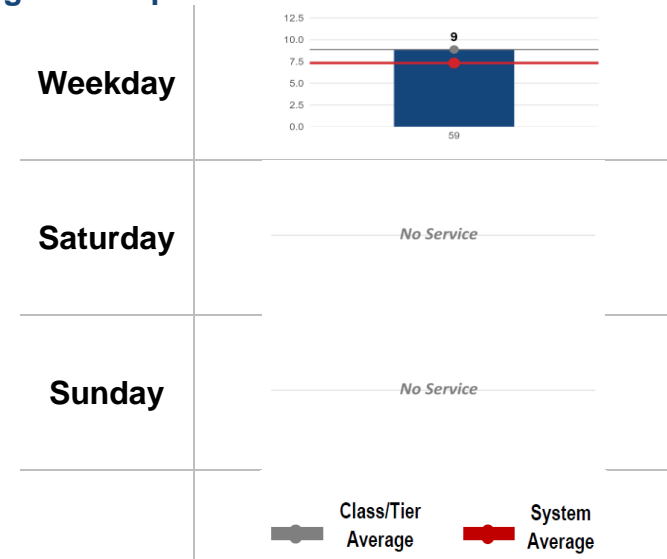 Weekday
12.5
10.0
7.5
5.0
2.5
0.0
9
59
Saturday
No Service
Sunday
No Service
Class/Tier
Average
System
Average